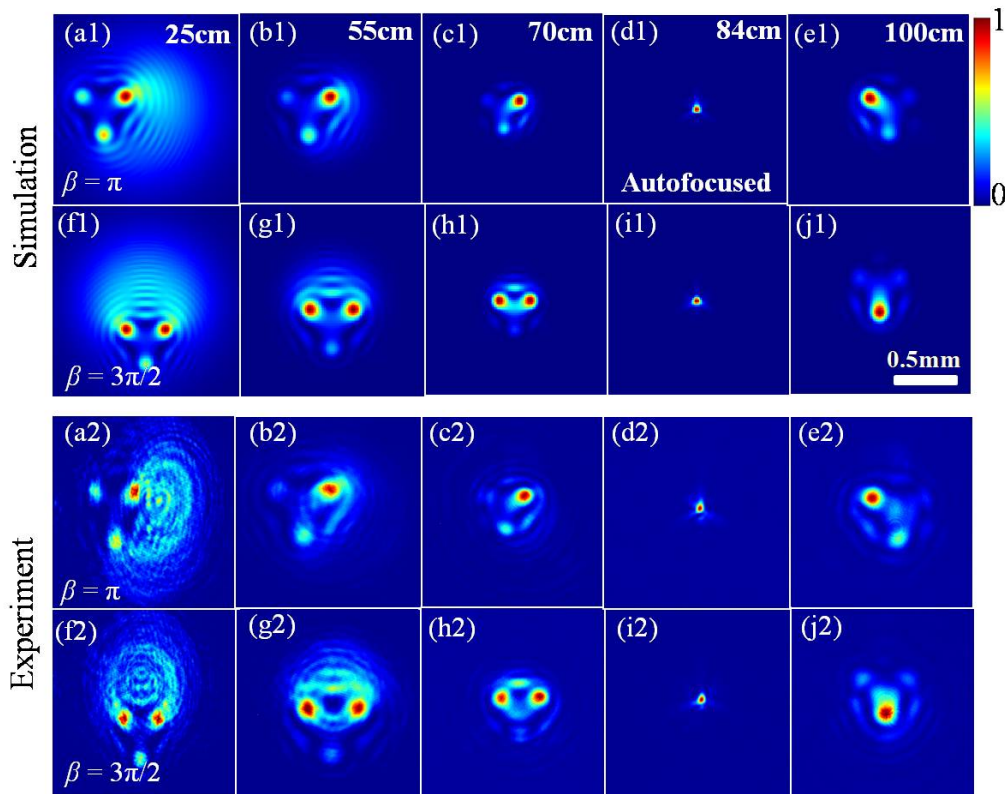 (a1) 25cm (b1) 55cm (c1) 70cm (d1) 84cm (e1) 100cm 1
β = π Autofocused 0
Simulation
(f1) (g1) (h1) (i1) (j1)
β = 3π/2 0.5mm
(a2) (b2) (c2) (d2) (e2)
β = π
Experiment
(f2) (g2) (h2) (i2) (j2)
β = 3π/2